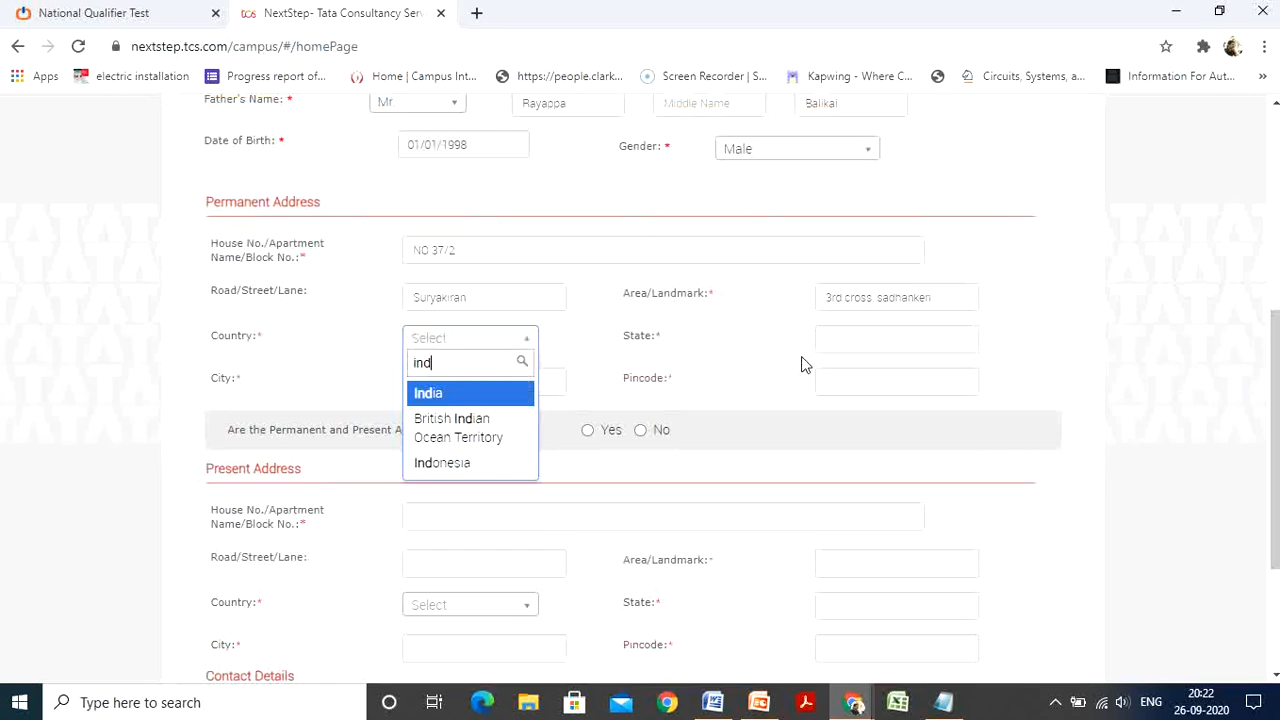 National Qualifier Test
tcs NextStep- Tata Consultancy Serv
nextstep.tcs.com/campus/#/homePage
Apps
electric installation
Progress report of...
Home | Campus Int...
https://people.clark...
Screen Recorder | S...
Kapwing - Where C...
Circuits, Systems, a...
Information For Aut...
»
Father's Name: *
Mr
Rayappa
Middle Name
Balikai
Date of Birth: *
01/01/1998
Gender: *
Male
Permanent Address
House No./Apartment
Name/Block No.:*
NO 37/2
Road/Street/Lane:
Suryakiran
Area/Landmark:*
3rd cross sadhankeri
Country:*
Select
State:*
ind
City:*
Pincode:*
India
British Indian
Ocean Territory
Indonesia
Are the Permanent and Present A
Yes
No
Present Address
House No./Apartment
Name/Block No.:*
Road/Street/Lane:
Area/Landmark:*
Country:*
Select
State:*
City:*
Pincode:*
Contact Details
Type here to search
ENG
20:22
26-09-2020